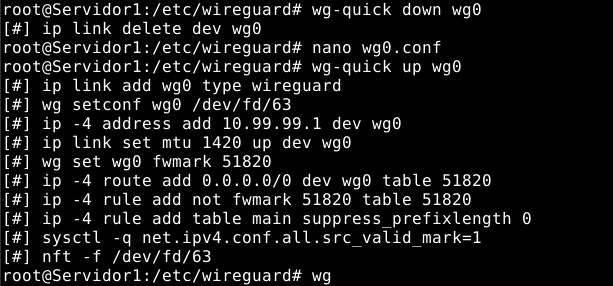 root@Servidor1:/etc/wireguard# wg-quick down wg0
[#] ip link delete dev wg0
root@Servidor1:/etc/wireguard# nano wg0.conf
root@Servidor1:/etc/wireguard# wg-quick up wg0
[#] ip link add wg0 type wireguard
[#] wg setconf wg0 /dev/fd/63
[#] ip -4 address add 10.99.99.1 dev wg0
[#] ip link set mtu 1420 up dev wg0
[#] wg set wg0 fwmark 51820
[#] ip -4 route add 0.0.0.0/0 dev wg0 table 51820
[#] ip -4 rule add not fwmark 51820 table 51820
[#] ip -4 rule add table main suppress_prefixlength 0
[#] sysctl -q net.ipv4.conf.all.src_valid_mark=1
[#] nft -f /dev/fd/63
root@Servidor1:/etc/wireguard# wg